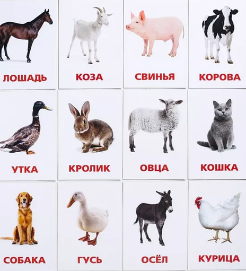 ЛОШАДЬ КОЗА СВИНЬЯ КОРОВА
УТКА КРОЛИК ОВЦА КОШКА
СОБАКА ГУСЬ ОСЁЛ КУРИЦА